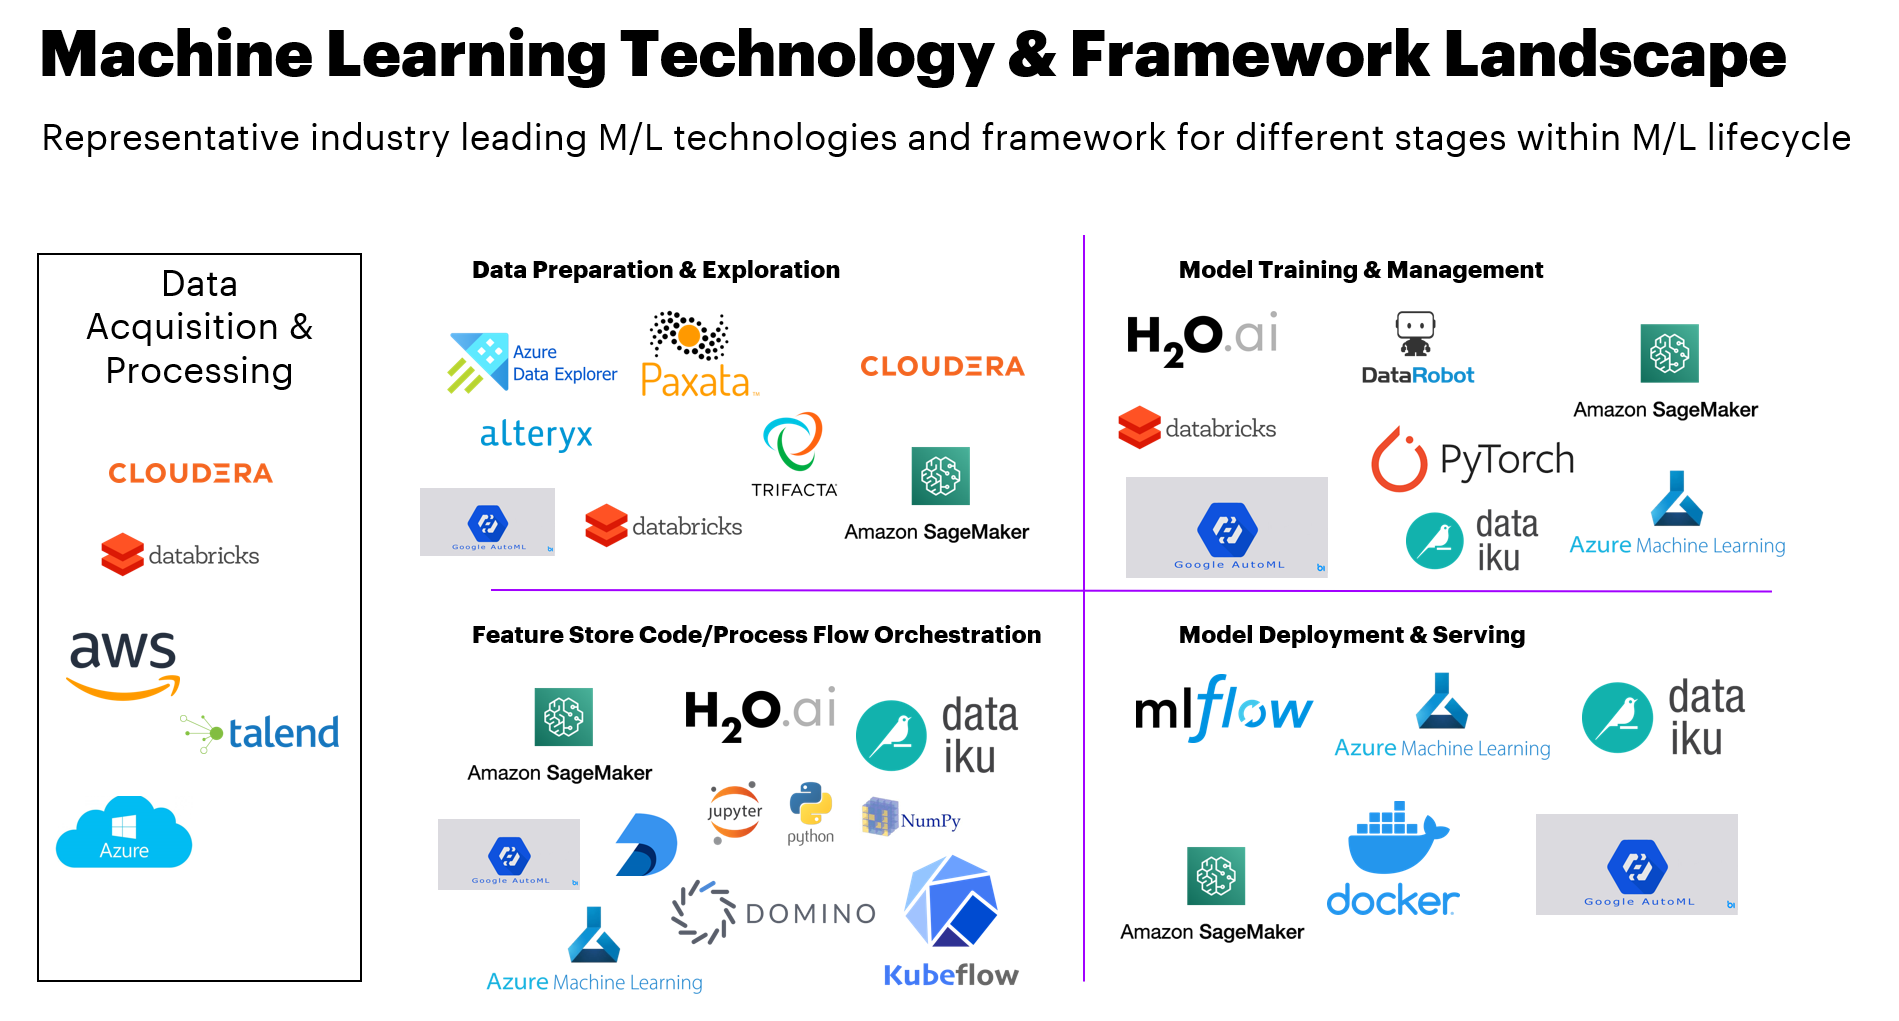 Machine Learning Technology & Framework Landscape
Representative industry leading M/L technologies and framework for different stages within M/L lifecycle
Data
Acquisition &
Processing
CLOUDERA
databricks
aws
talend
Azure
Data Preparation & Exploration
Azure
Data Explorer
Paxata™
CLOUDERA
alteryx
TRIFACTA
Google AutoML
databricks
Amazon SageMaker
Model Training & Management
H2O.ai
DataRobot
Amazon SageMaker
databricks
PyTorch
Google AutoML
data
iku
Azure Machine Learning
Feature Store Code/Process Flow Orchestration
Amazon SageMaker
H2O.ai
data
iku
jupyter
python
NumPy
Google AutoML
DOMINO
Azure Machine Learning
Kubeflow
Model Deployment & Serving
mlflow
Azure Machine Learning
data
iku
Amazon SageMaker
docker
Google AutoML